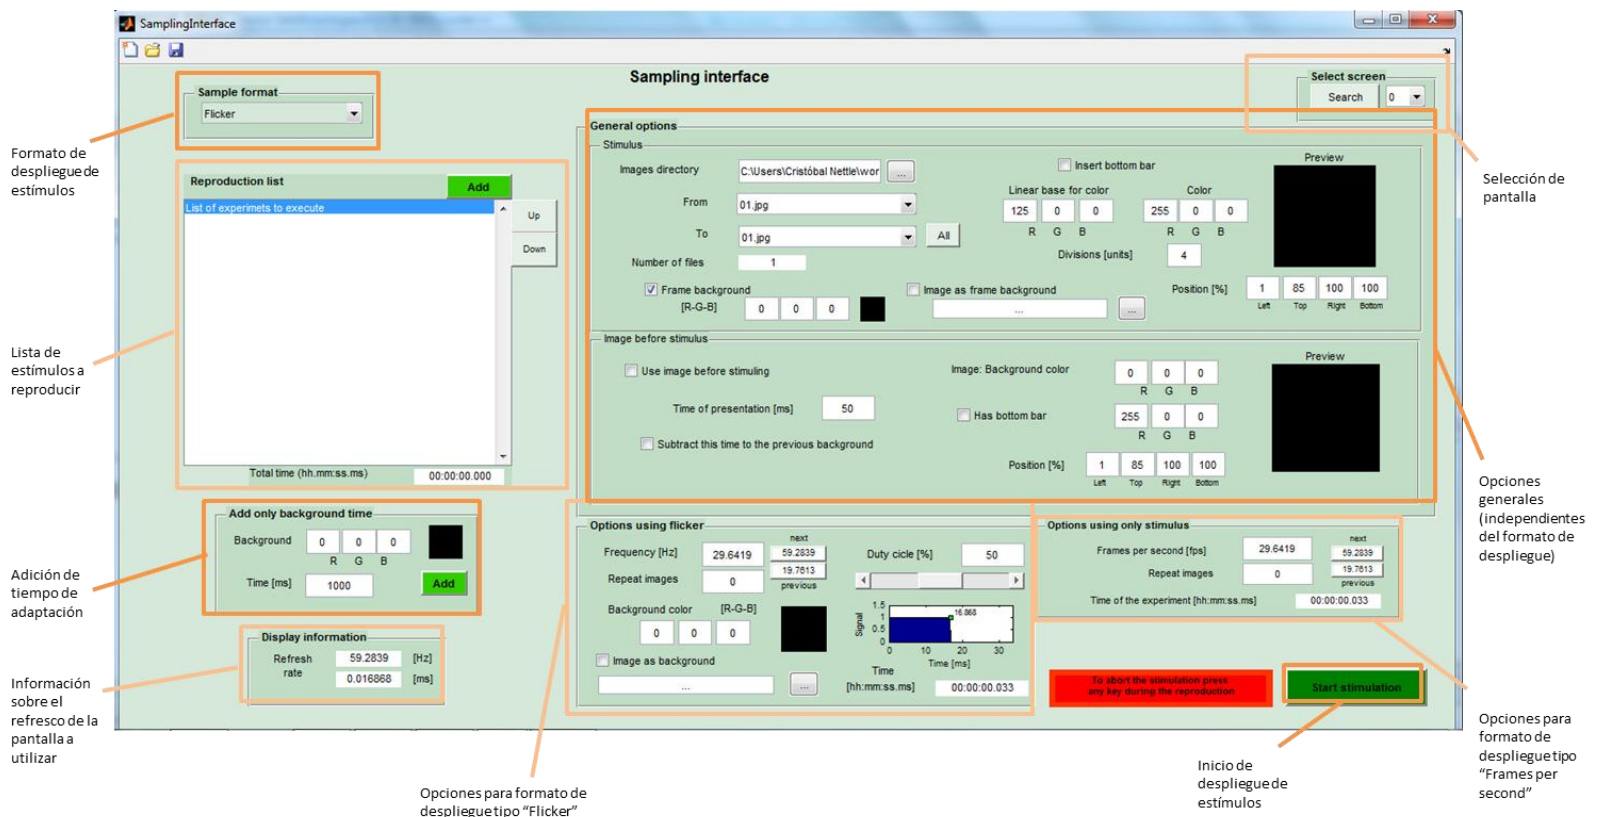 SamplingInterface
Sampling interface
Select screen
Search 0
Sample format
Flicker
Formato de
despliegue de
estímulos
Selección de
pantalla
Reproduction list
Add
List of experimets to execute
Up
Down
Total time (hh.mm:ss.ms) 00:00:00.000
Lista de
estímulos a
reproducir
General options
Stimulus
Images directory C:\Users\Cristóbal Nettle\wor ...
From 01.jpg
To 01.jpg All
Number of files 1
Frame background
[R-G-B] 0 0 0
Insert bottom bar
Linear base for color Color
125 0 0 255 0 0
R G B R G B
Divisions [units] 4
Image as frame background
... ...
Preview
Position [%] 1 85 100 100
Left Top Right Bottom
Image before stimulus
Use image before stimuling
Time of presentation [ms] 50
Subtract this time to the previous background
Image: Background color 0 0 0
R G B
Has bottom bar 255 0 0
R G B
Position [%] 1 85 100 100
Left Top Right Bottom
Preview
Opciones
generales
(independientes
del formato de
despliegue)
Add only background time
Background 0 0 0
R G B
Time [ms] 1000 Add
Adición de
tiempo de
adaptación
Display information
Refresh
rate
59.2839 [Hz]
0.016868 [ms]
Información
sobre el
refresco de la
pantalla a
utilizar
Options using flicker
Frequency [Hz] 29.6419
next
59.2839
19.7613
previous
Repeat images 0
Background color [R-G-B]
0 0 0
Image as background
... ...
Duty cicle [%] 50
Signal
1.5
1
0.5
0
16.868
0 10 20 30
Time [ms]
Time
[hh:mm:ss.ms] 00:00:00.033
Opciones para formato de
despliegue tipo “Flicker”
Options using only stimulus
Frames per second [fps] 29.6419
next
59.2839
19.7613
previous
Repeat images 0
Time of the experiment [hh:mm:ss.ms] 00:00:00.033
To abort the stimulation press
any key during the reproduction
Start stimulation
Inicio de
despliegue de
estímulos
Opciones para
formato de
despliegue tipo
“Frames per
second”